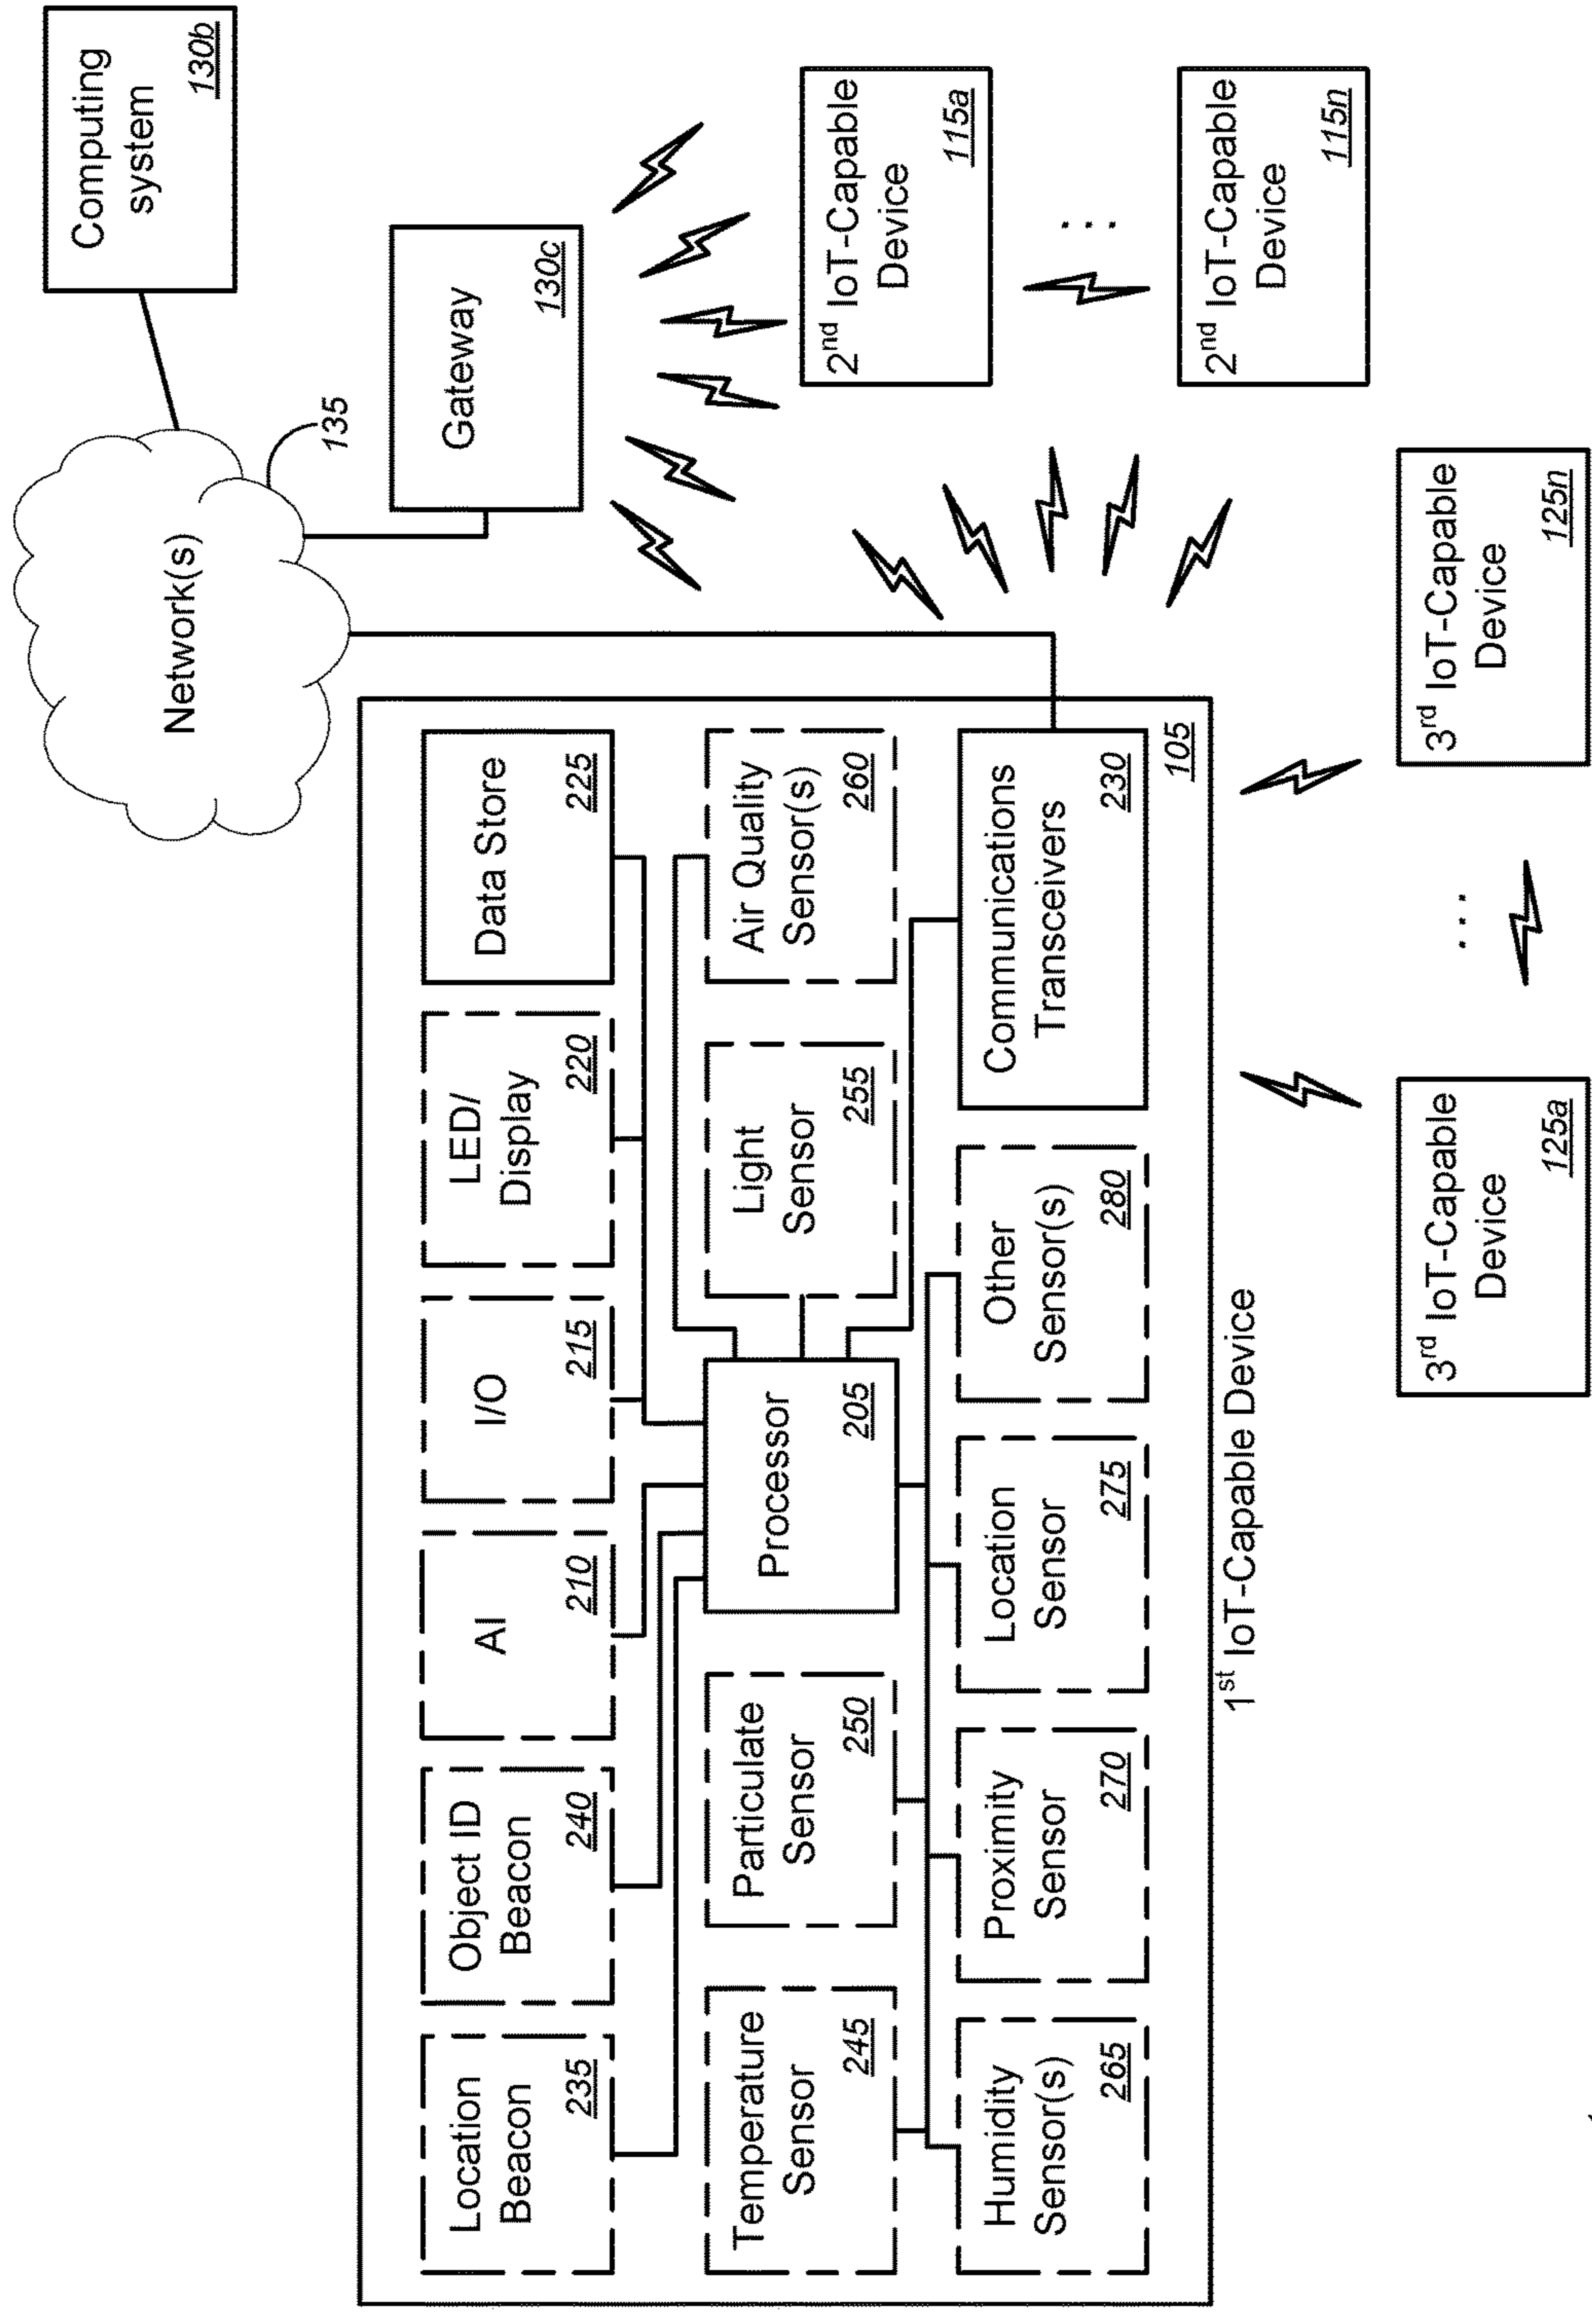 Location
Beacon
235
Object ID
Beacon
240
AI
210
I/O
215
LED/
Display
220
Data Store
225
Temperature
Sensor
245
Particulate
Sensor
250
Processor
205
Light
Sensor
255
Air Quality
Sensor(s)
260
Humidity
Sensor(s)
265
Proximity
Sensor
270
Location
Sensor
275
Other
Sensor(s)
280
Communications
Transceivers
230
105
1st IoT-Capable Device
Network(s)
135
Computing
system
130b
Gateway
130c
2nd IoT-Capable
Device
115a
...
2nd IoT-Capable
Device
115n
3rd IoT-Capable
Device
125a
...
3rd IoT-Capable
Device
125n